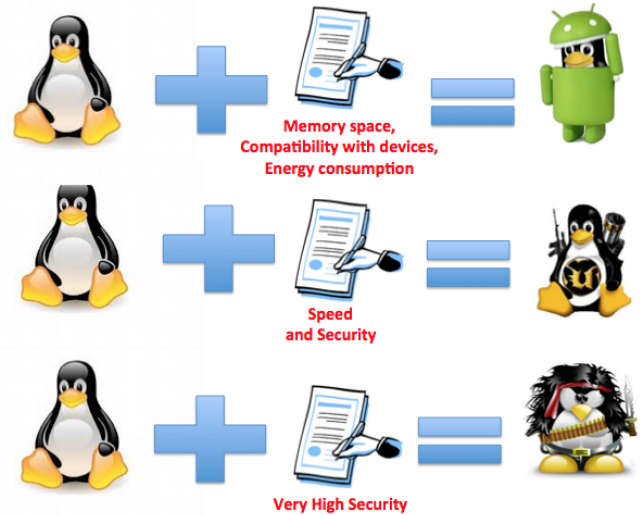 Memory space,
Compatibility with devices,
Energy consumption
Speed
and Security
Very High Security